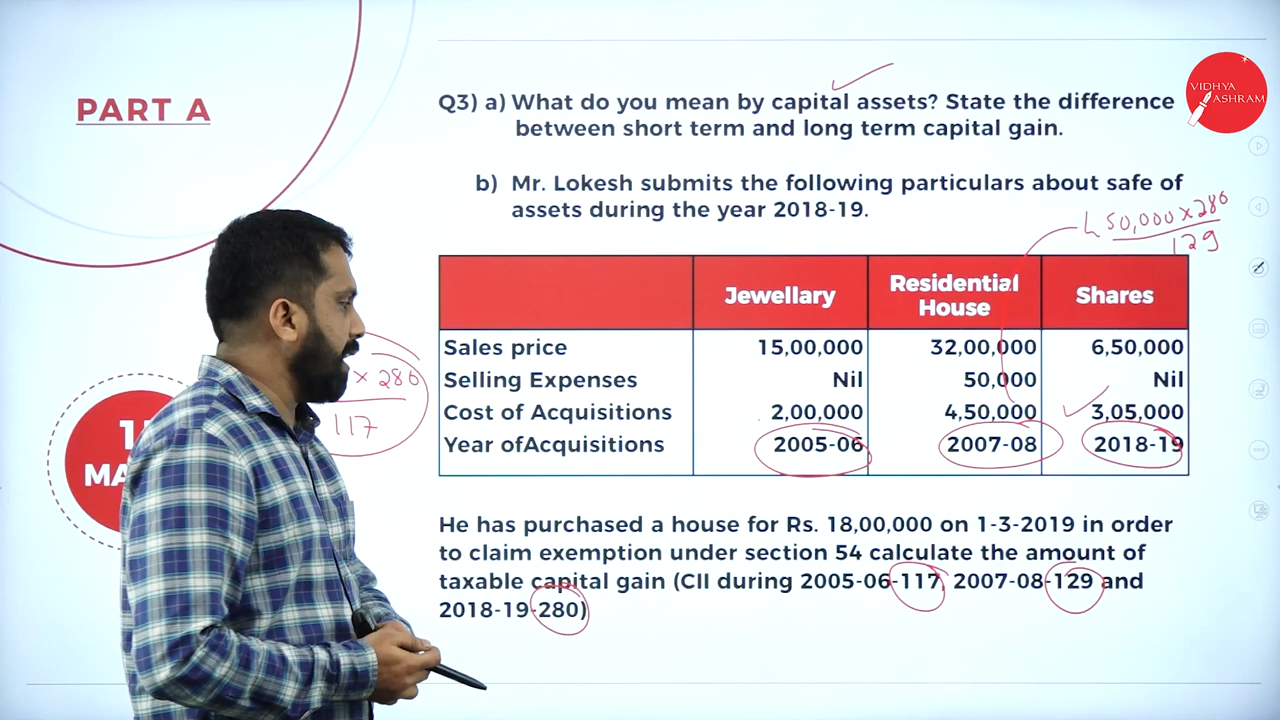 PART A
VIDHYA
ASHRAM
Q3) a) What do you mean by capital assets? State the difference
between short term and long term capital gain.
b) Mr. Lokesh submits the following particulars about safe of
assets during the year 2018-19.
4 50,000 x 280
129
Jewellary Residential House Shares
Sales price 15,00,000 32,00,000 6,50,000
Selling Expenses Nil 50,000 Nil
Cost of Acquisitions 2,00,000 4,50,000 3,05,000
Year ofAcquisitions 2005-06 2007-08 2018-19
x 280
117
He has purchased a house for Rs. 18,00,000 on 1-3-2019 in order
to claim exemption under section 54 calculate the amount of
taxable capital gain (CII during 2005-06-117, 2007-08-129 and
2018-19-280)